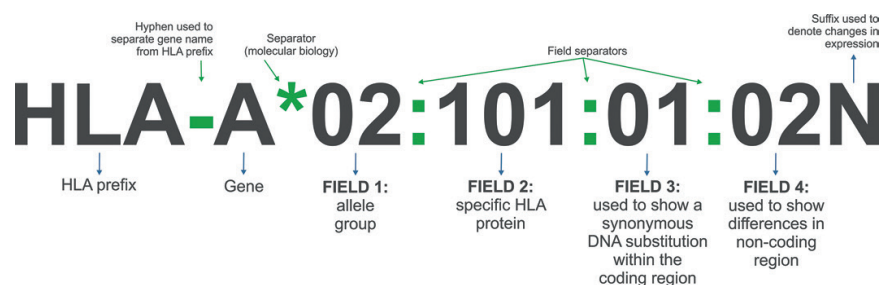 Hyphen used to
separate gene name
from HLA prefix
Separator
(molecular biology)
Field separators
Suffix used to
denote changes in
expression
HLA-A*02:101:01:02N
HLA prefix
Gene
FIELD 1:
allele
group
FIELD 2:
specific HLA
protein
FIELD 3:
used to show a
synonymous
DNA substitution
within the
coding region
FIELD 4:
used to show
differences in
non-coding
region